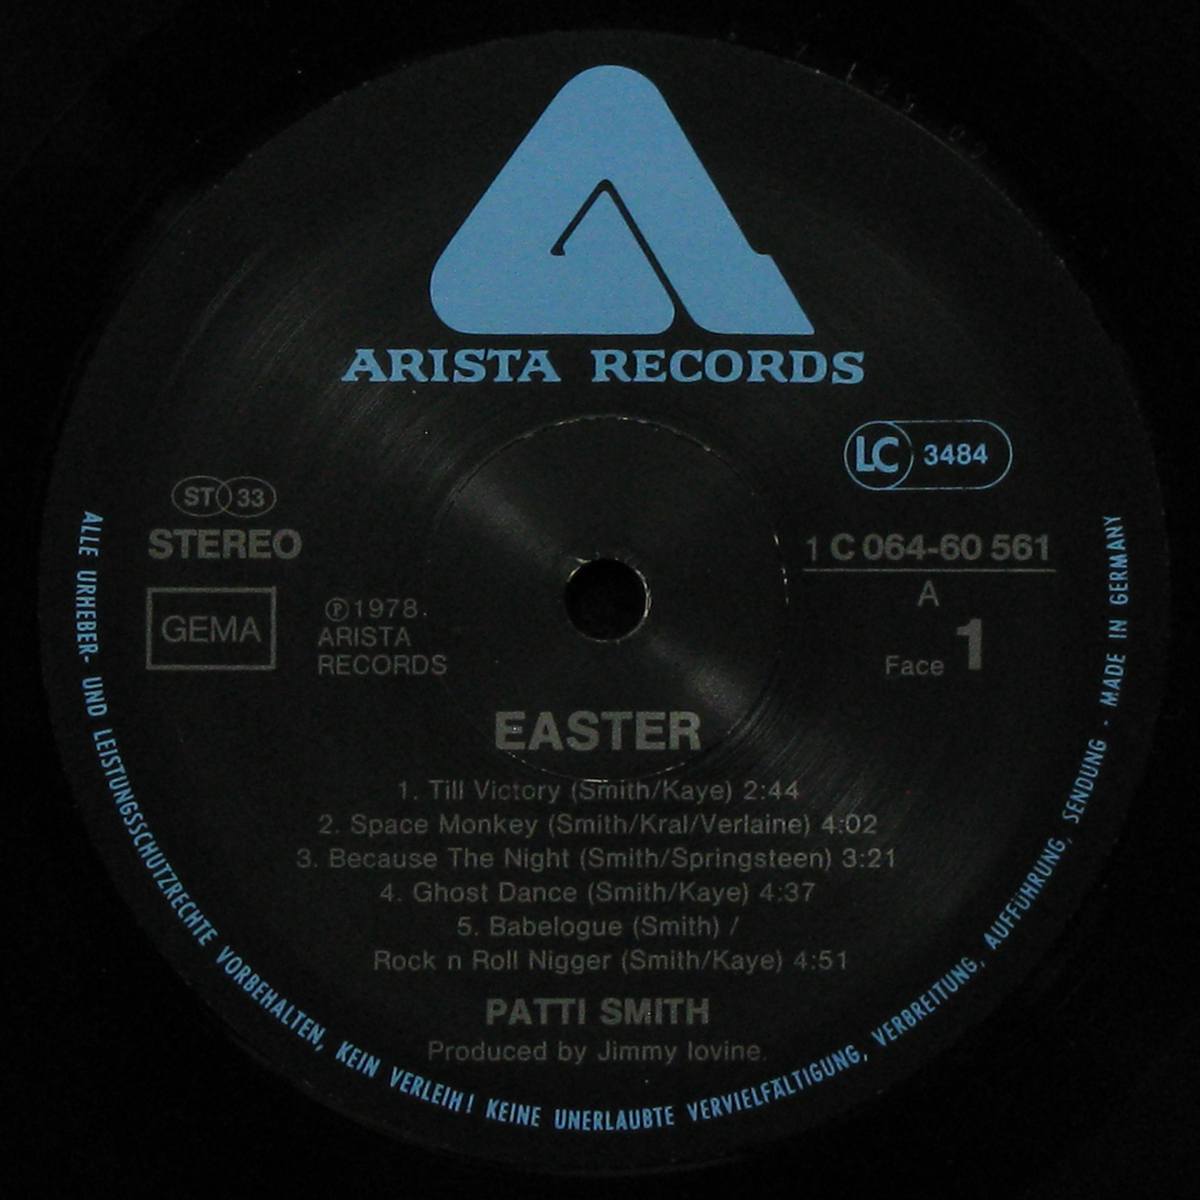 ARISTA RECORDS
LC 3484
ST 33
STEREO
GEMA
℗1978.
ARISTA
RECORDS
1 C 064-60 561
A
Face 1
EASTER
1. Till Victory (Smith/Kaye) 2:44
2. Space Monkey (Smith/Kral/Verlaine) 4:02
3. Because The Night (Smith/Springsteen) 3:21
4. Ghost Dance (Smith/Kaye) 4:37
5. Babelogue (Smith) /
Rock n Roll Nigger (Smith/Kaye) 4:51
PATTI SMITH
Produced by Jimmy Iovine.
ALLE URHEBER- UND LEISTUNGSSCHUTZRECHTE VORBEHALTEN, KEIN VERLEIH! KEINE UNERLAUBTE VERVIELFÄLTIGUNG, VERBREITUNG, AUFFÜHRUNG, SENDUNG · MADE IN GERMANY